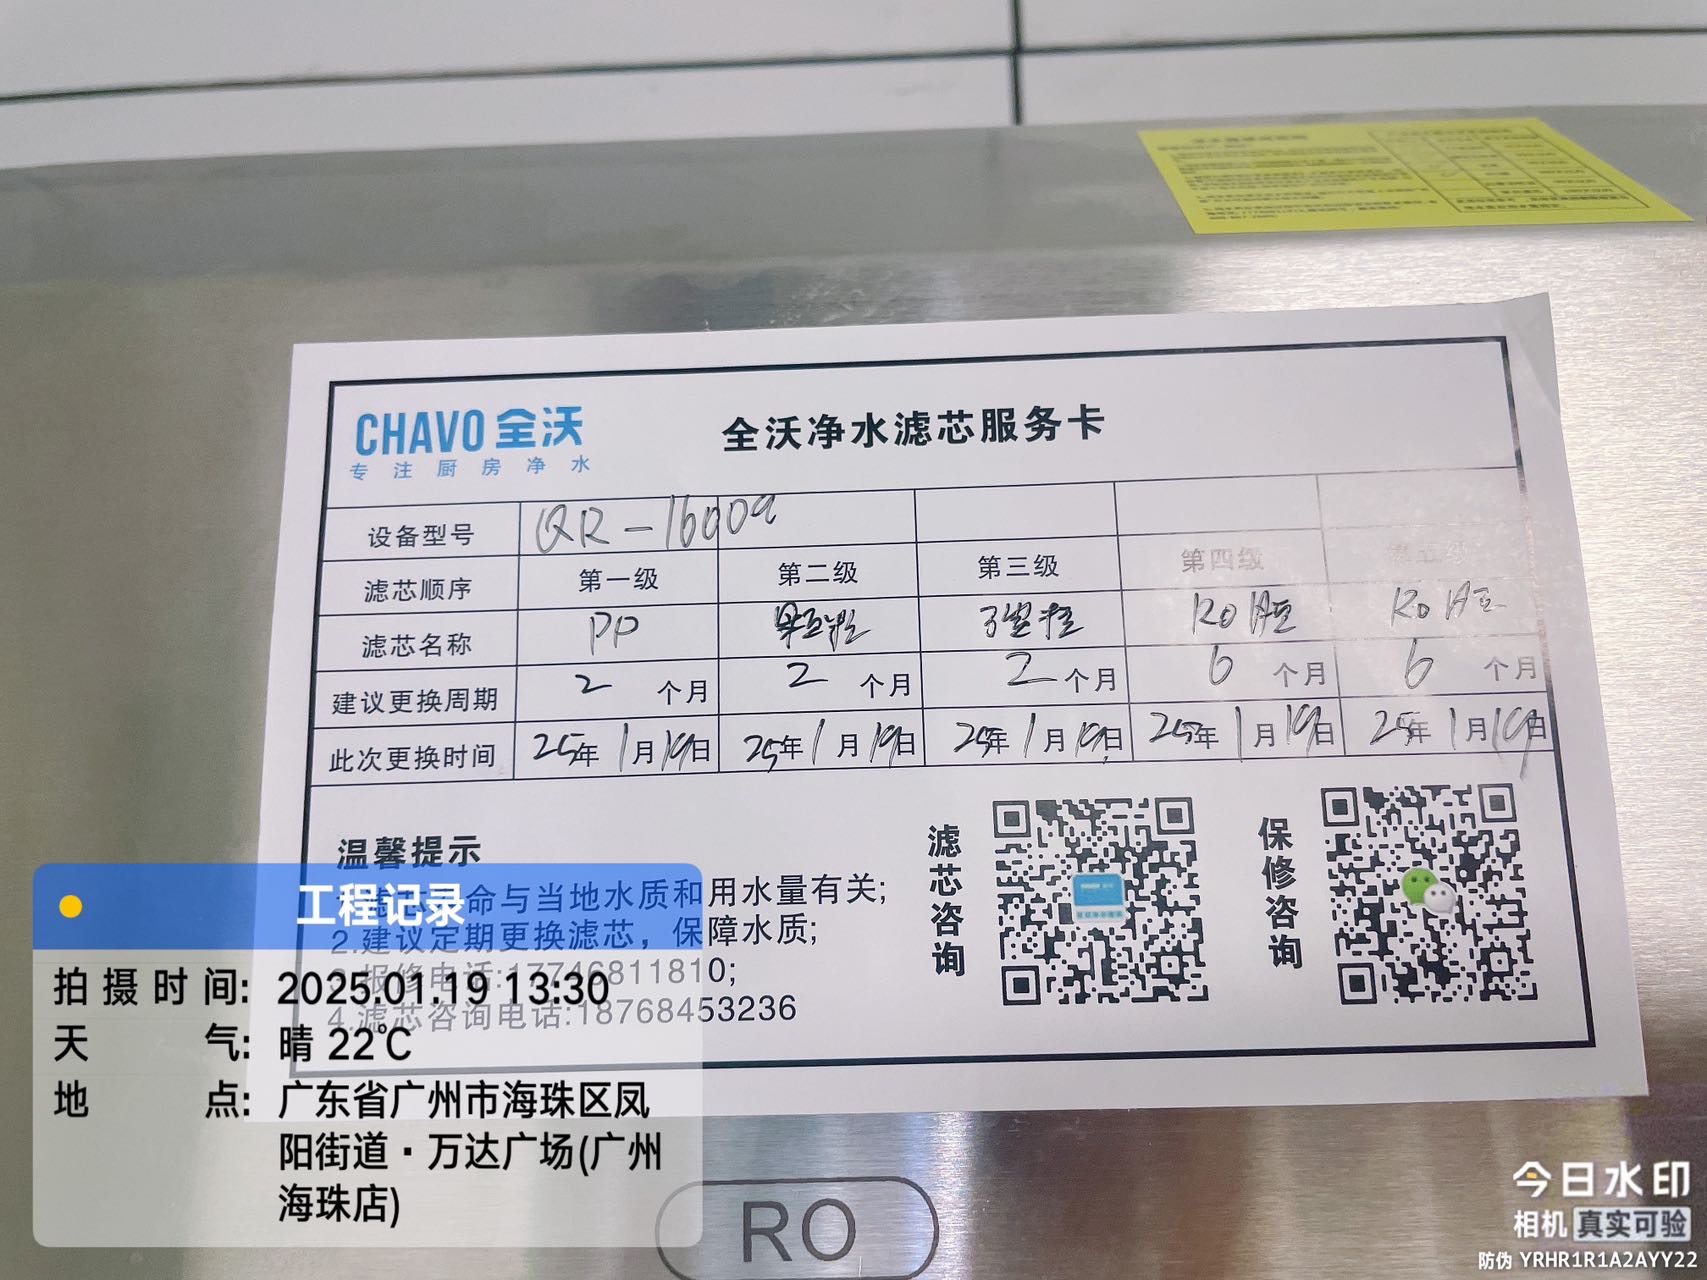 CHAVO 全沃
专注厨房净水
全沃净水滤芯服务卡
设备型号 QR-1600a
滤芯顺序 第一级 第二级 第三级 第四级 第五级
滤芯名称 PP 颗粒 RO膜 RO膜
建议更换周期 2个月 2个月 2个月 6个月 6个月
此次更换时间 25年1月19日 25年1月19日 25年1月19日 25年1月19日 25年1月19日
温馨提示
命与当地水质和用水量有关;
2.建议定期更换滤芯，保障水质;
3.报修电话:17746811810;
4.滤芯咨询电话:18768453236
滤芯咨询
保修咨询
工程记录
拍摄时间: 2025.01.19 13:30
天气: 晴 22℃
地点: 广东省广州市海珠区凤
阳街道·万达广场(广州
海珠店)
RO
今日水印
相机 真实可验
防伪 YRHR1R1A2AYY22